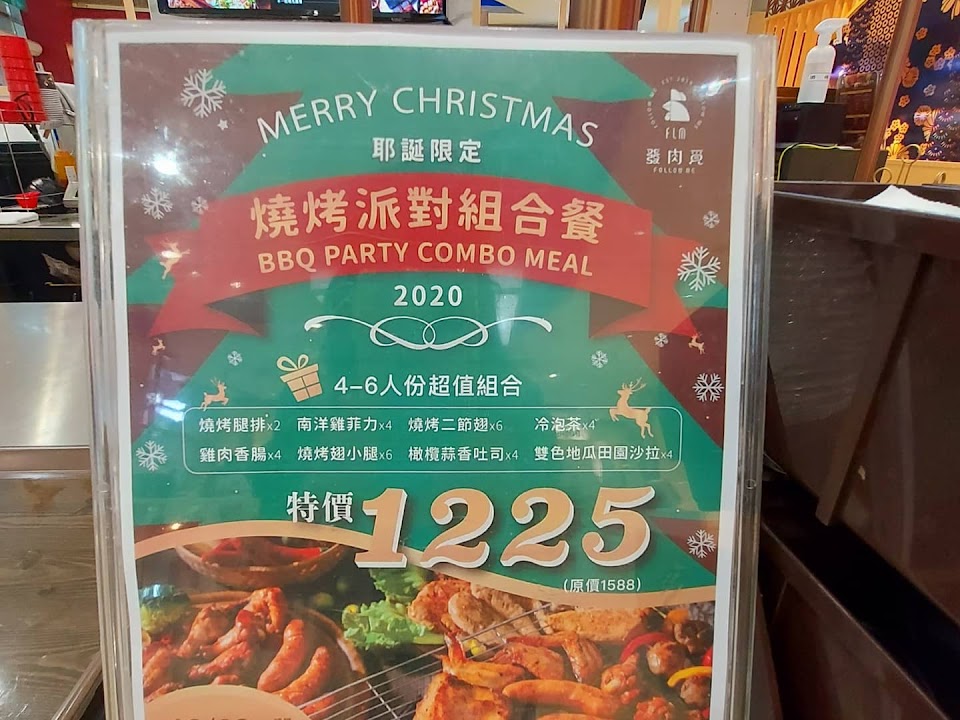 MERRY CHRISTMAS
耶誕限定
FLM
發肉覓
FOLLOW ME
燒烤派對組合餐
BBQ PARTY COMBO MEAL
2020
4-6人份超值組合
燒烤腿排x2 南洋雞菲力x4 燒烤二節翅x6 冷泡茶x4
雞肉香腸x4 燒烤翅小腿x6 橄欖蒜香吐司x4 雙色地瓜田園沙拉x4
特價1225
(原價1588)